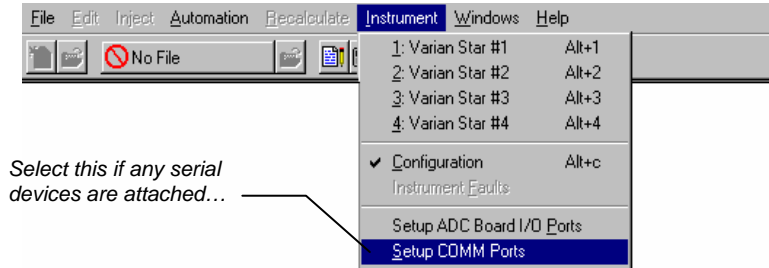 File Edit Inject Automation Recalculate Instrument Windows Help
No File
1: Varian Star #1 Alt+1
2: Varian Star #2 Alt+2
3: Varian Star #3 Alt+3
4: Varian Star #4 Alt+4
Select this if any serial
devices are attached…
Configuration Alt+c
Instrument Faults
Setup ADC Board I/O Ports
Setup COMM Ports